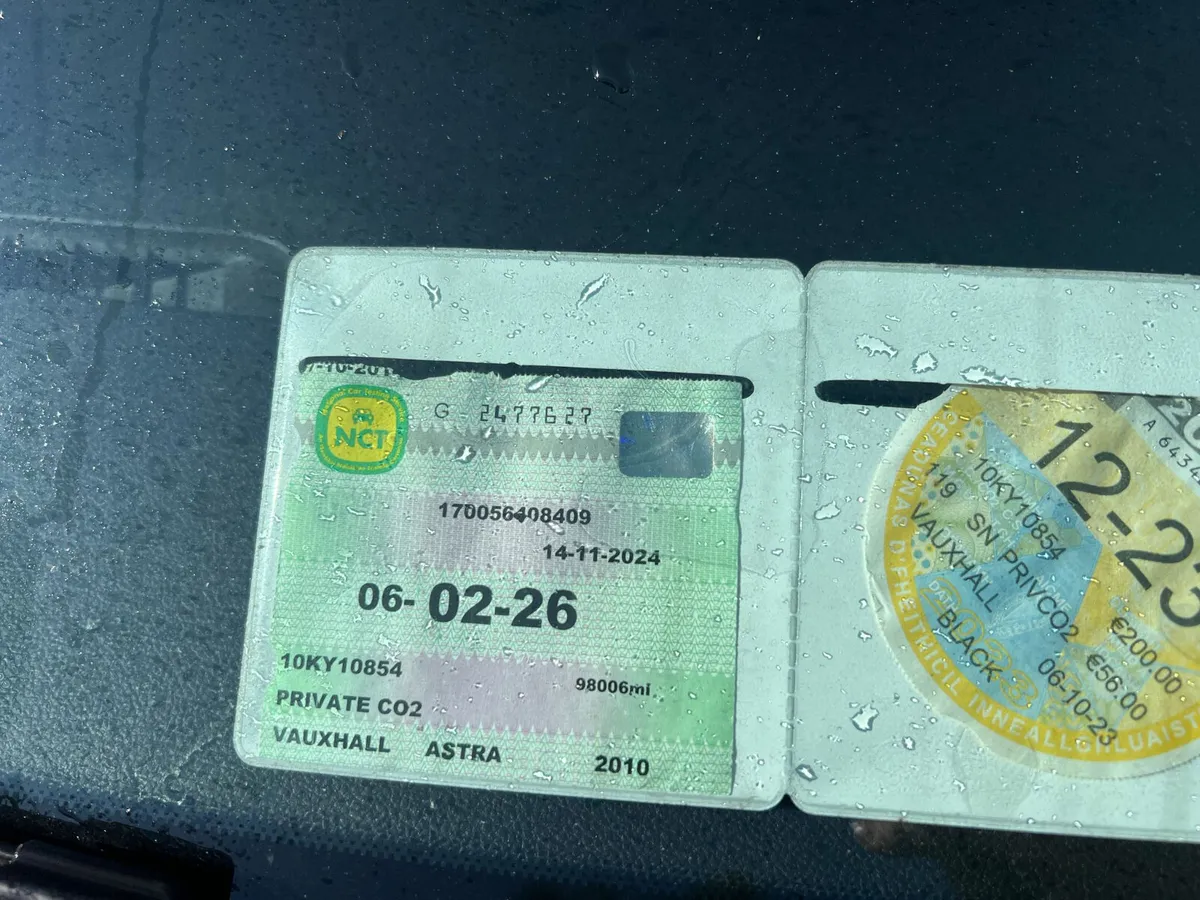 NCT
G 2477627
170056408409
14-11-2024
06- 02-26
10KY10854
98006mi
PRIVATE CO2
VAUXHALL ASTRA 2010
12-23
10KY10854
119 SN PRIVCO2 €200.00
VAUXHALL €56.00
BLACK 06-10-23